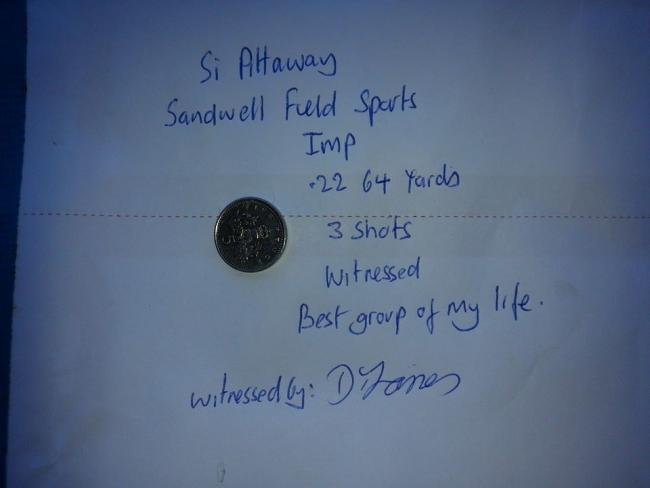 Si Attaway
Sandwell Field Sports
Imp
.22 64 Yards
3 shots
Witnessed
Best group of my life.
witnessed by: